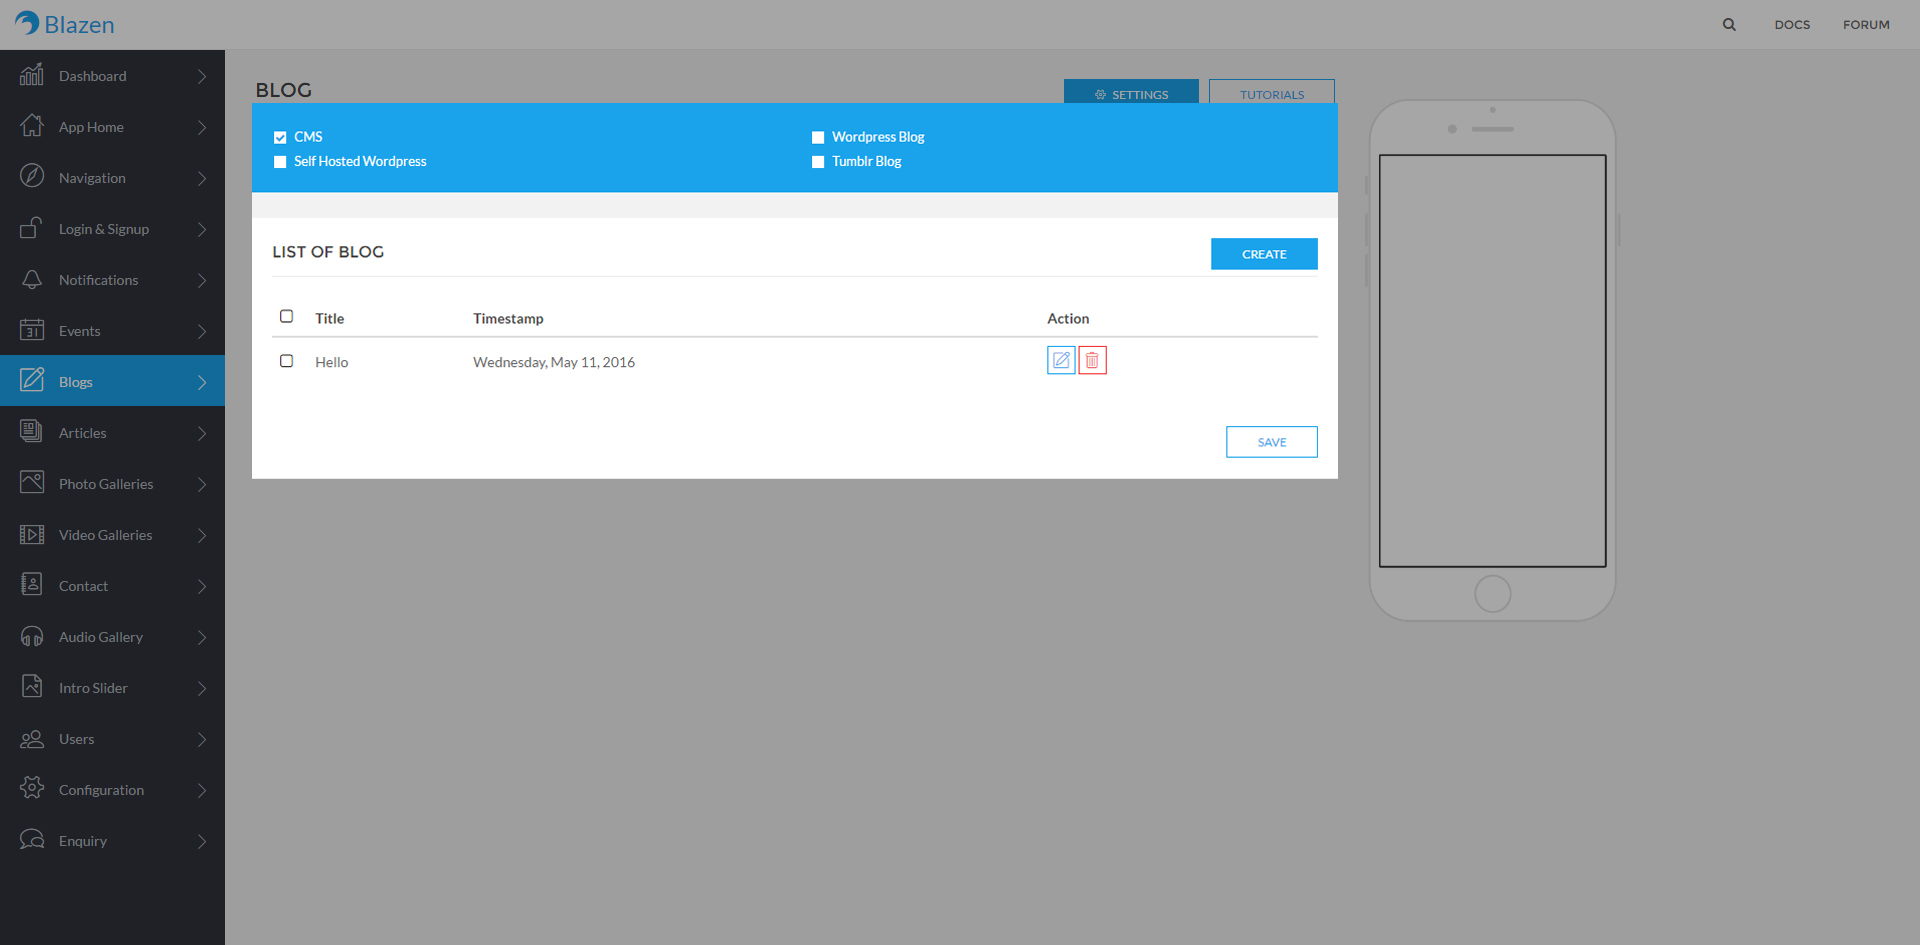 Blazen
DOCS
FORUM
Dashboard
App Home
Navigation
Login & Signup
Notifications
31
Events
Blogs
Articles
Photo Galleries
Video Galleries
Contact
Audio Gallery
Intro Slider
Users
Configuration
Enquiry
BLOG
SETTINGS
TUTORIALS
CMS
Wordpress Blog
Self Hosted Wordpress
Tumblr Blog
LIST OF BLOG
CREATE
Title
Timestamp
Action
Hello
Wednesday, May 11, 2016
SAVE